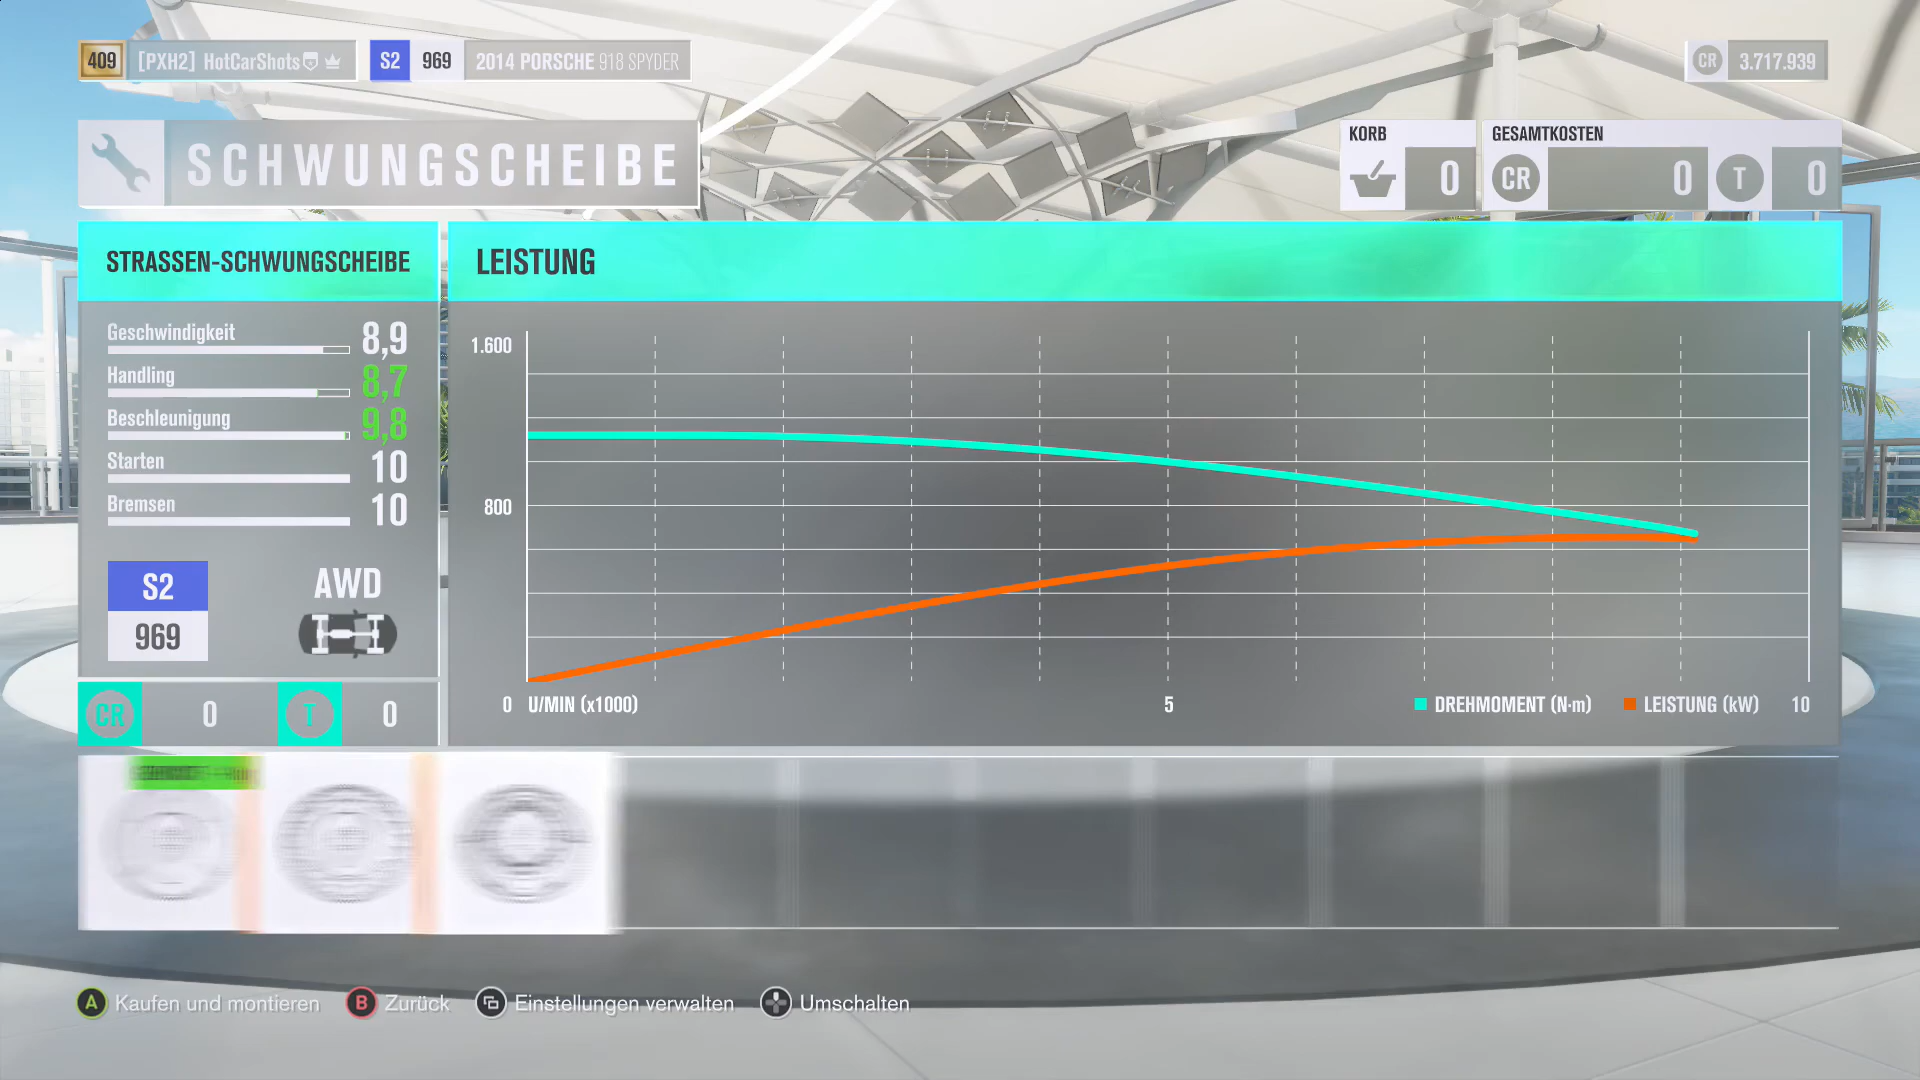 409 [PXH2] HotCarShots S2 969 2014 PORSCHE 918 SPYDER CR 3.717.939
SCHWUNGSCHEIBE
KORB 0
GESAMTKOSTEN CR 0 T 0
STRASSEN-SCHWUNGSCHEIBE
Geschwindigkeit 8,9
Handling 8,7
Beschleunigung 9,8
Starten 10
Bremsen 10
S2 AWD
969
CR 0 T 0
LEISTUNG
1.600
800
0 U/MIN (x1000) 5 DREHMOMENT (N·m) LEISTUNG (kW) 10
A Kaufen und montieren B Zurück Einstellungen verwalten Umschalten